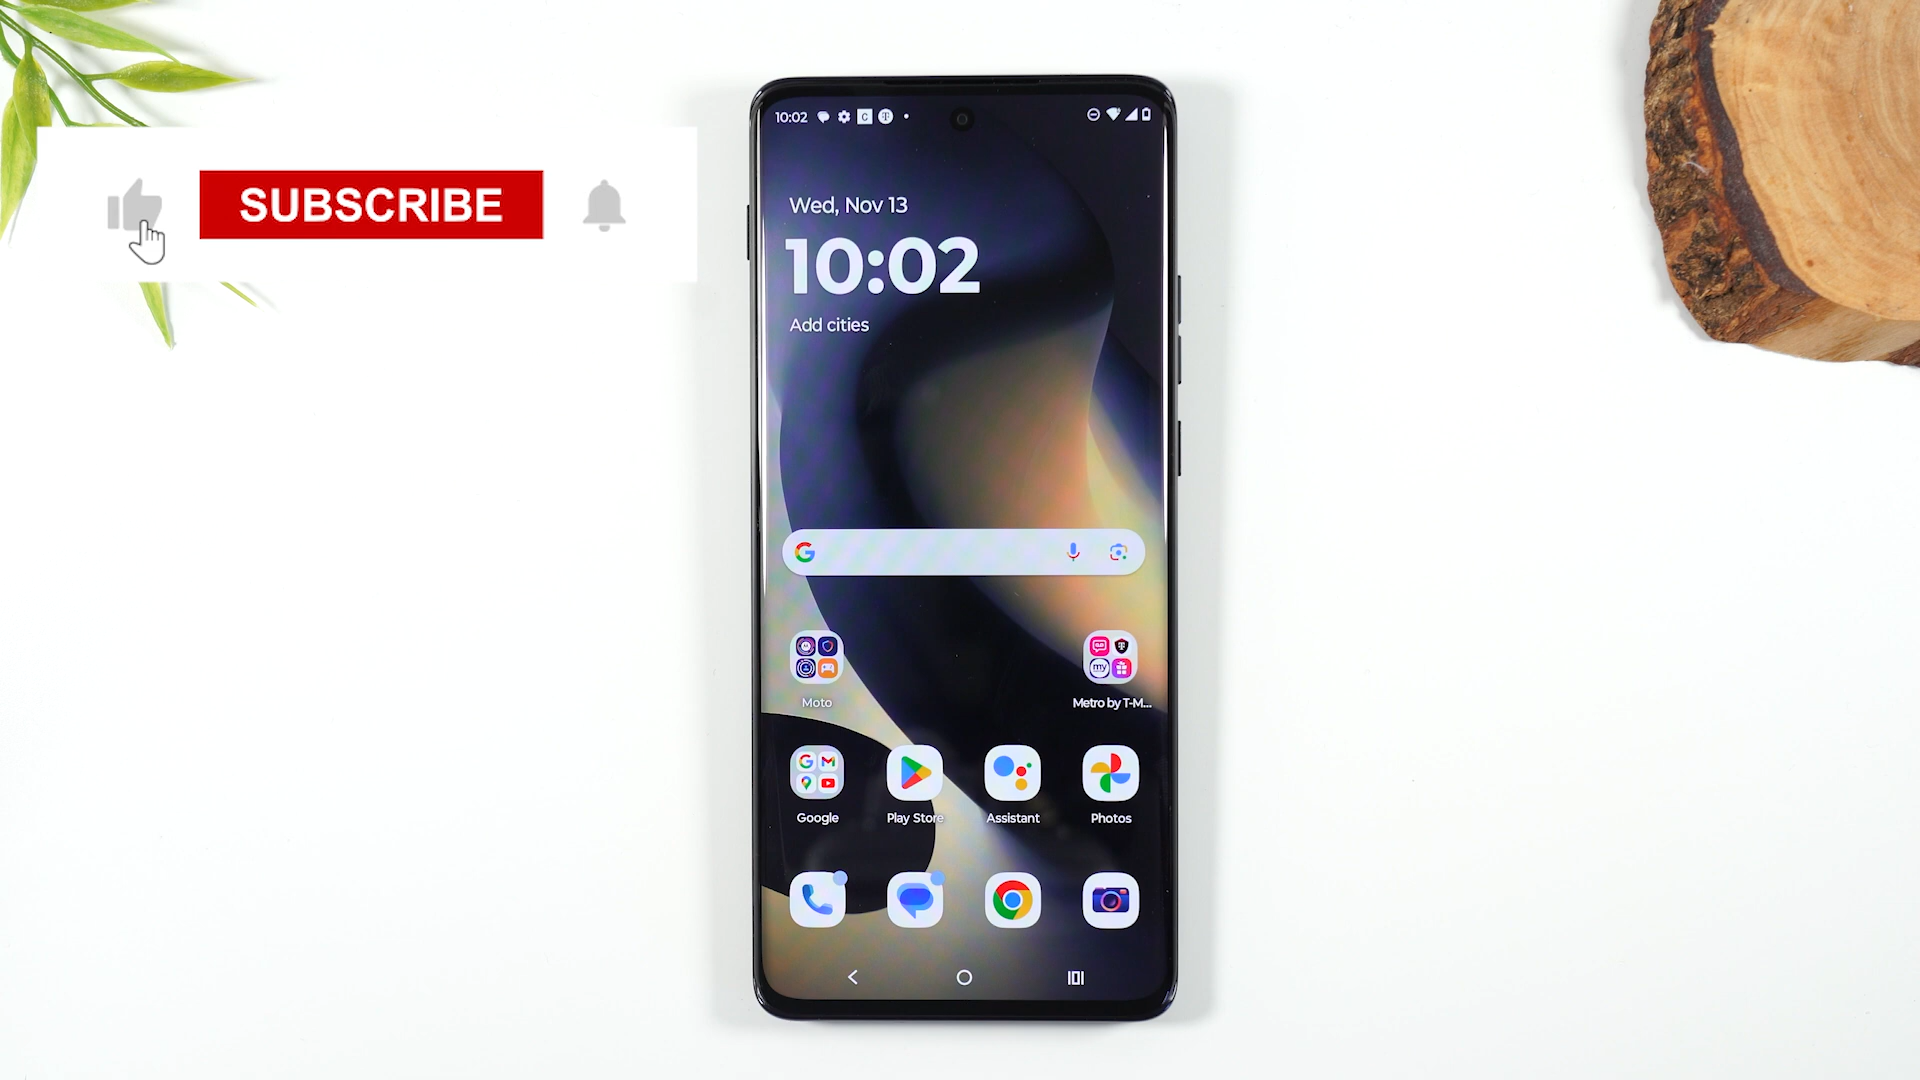 SUBSCRIBE
10:02
Wed, Nov 13
10:02
Add cities
Moto
Metro by T-M...
Google
Play Store
Assistant
Photos